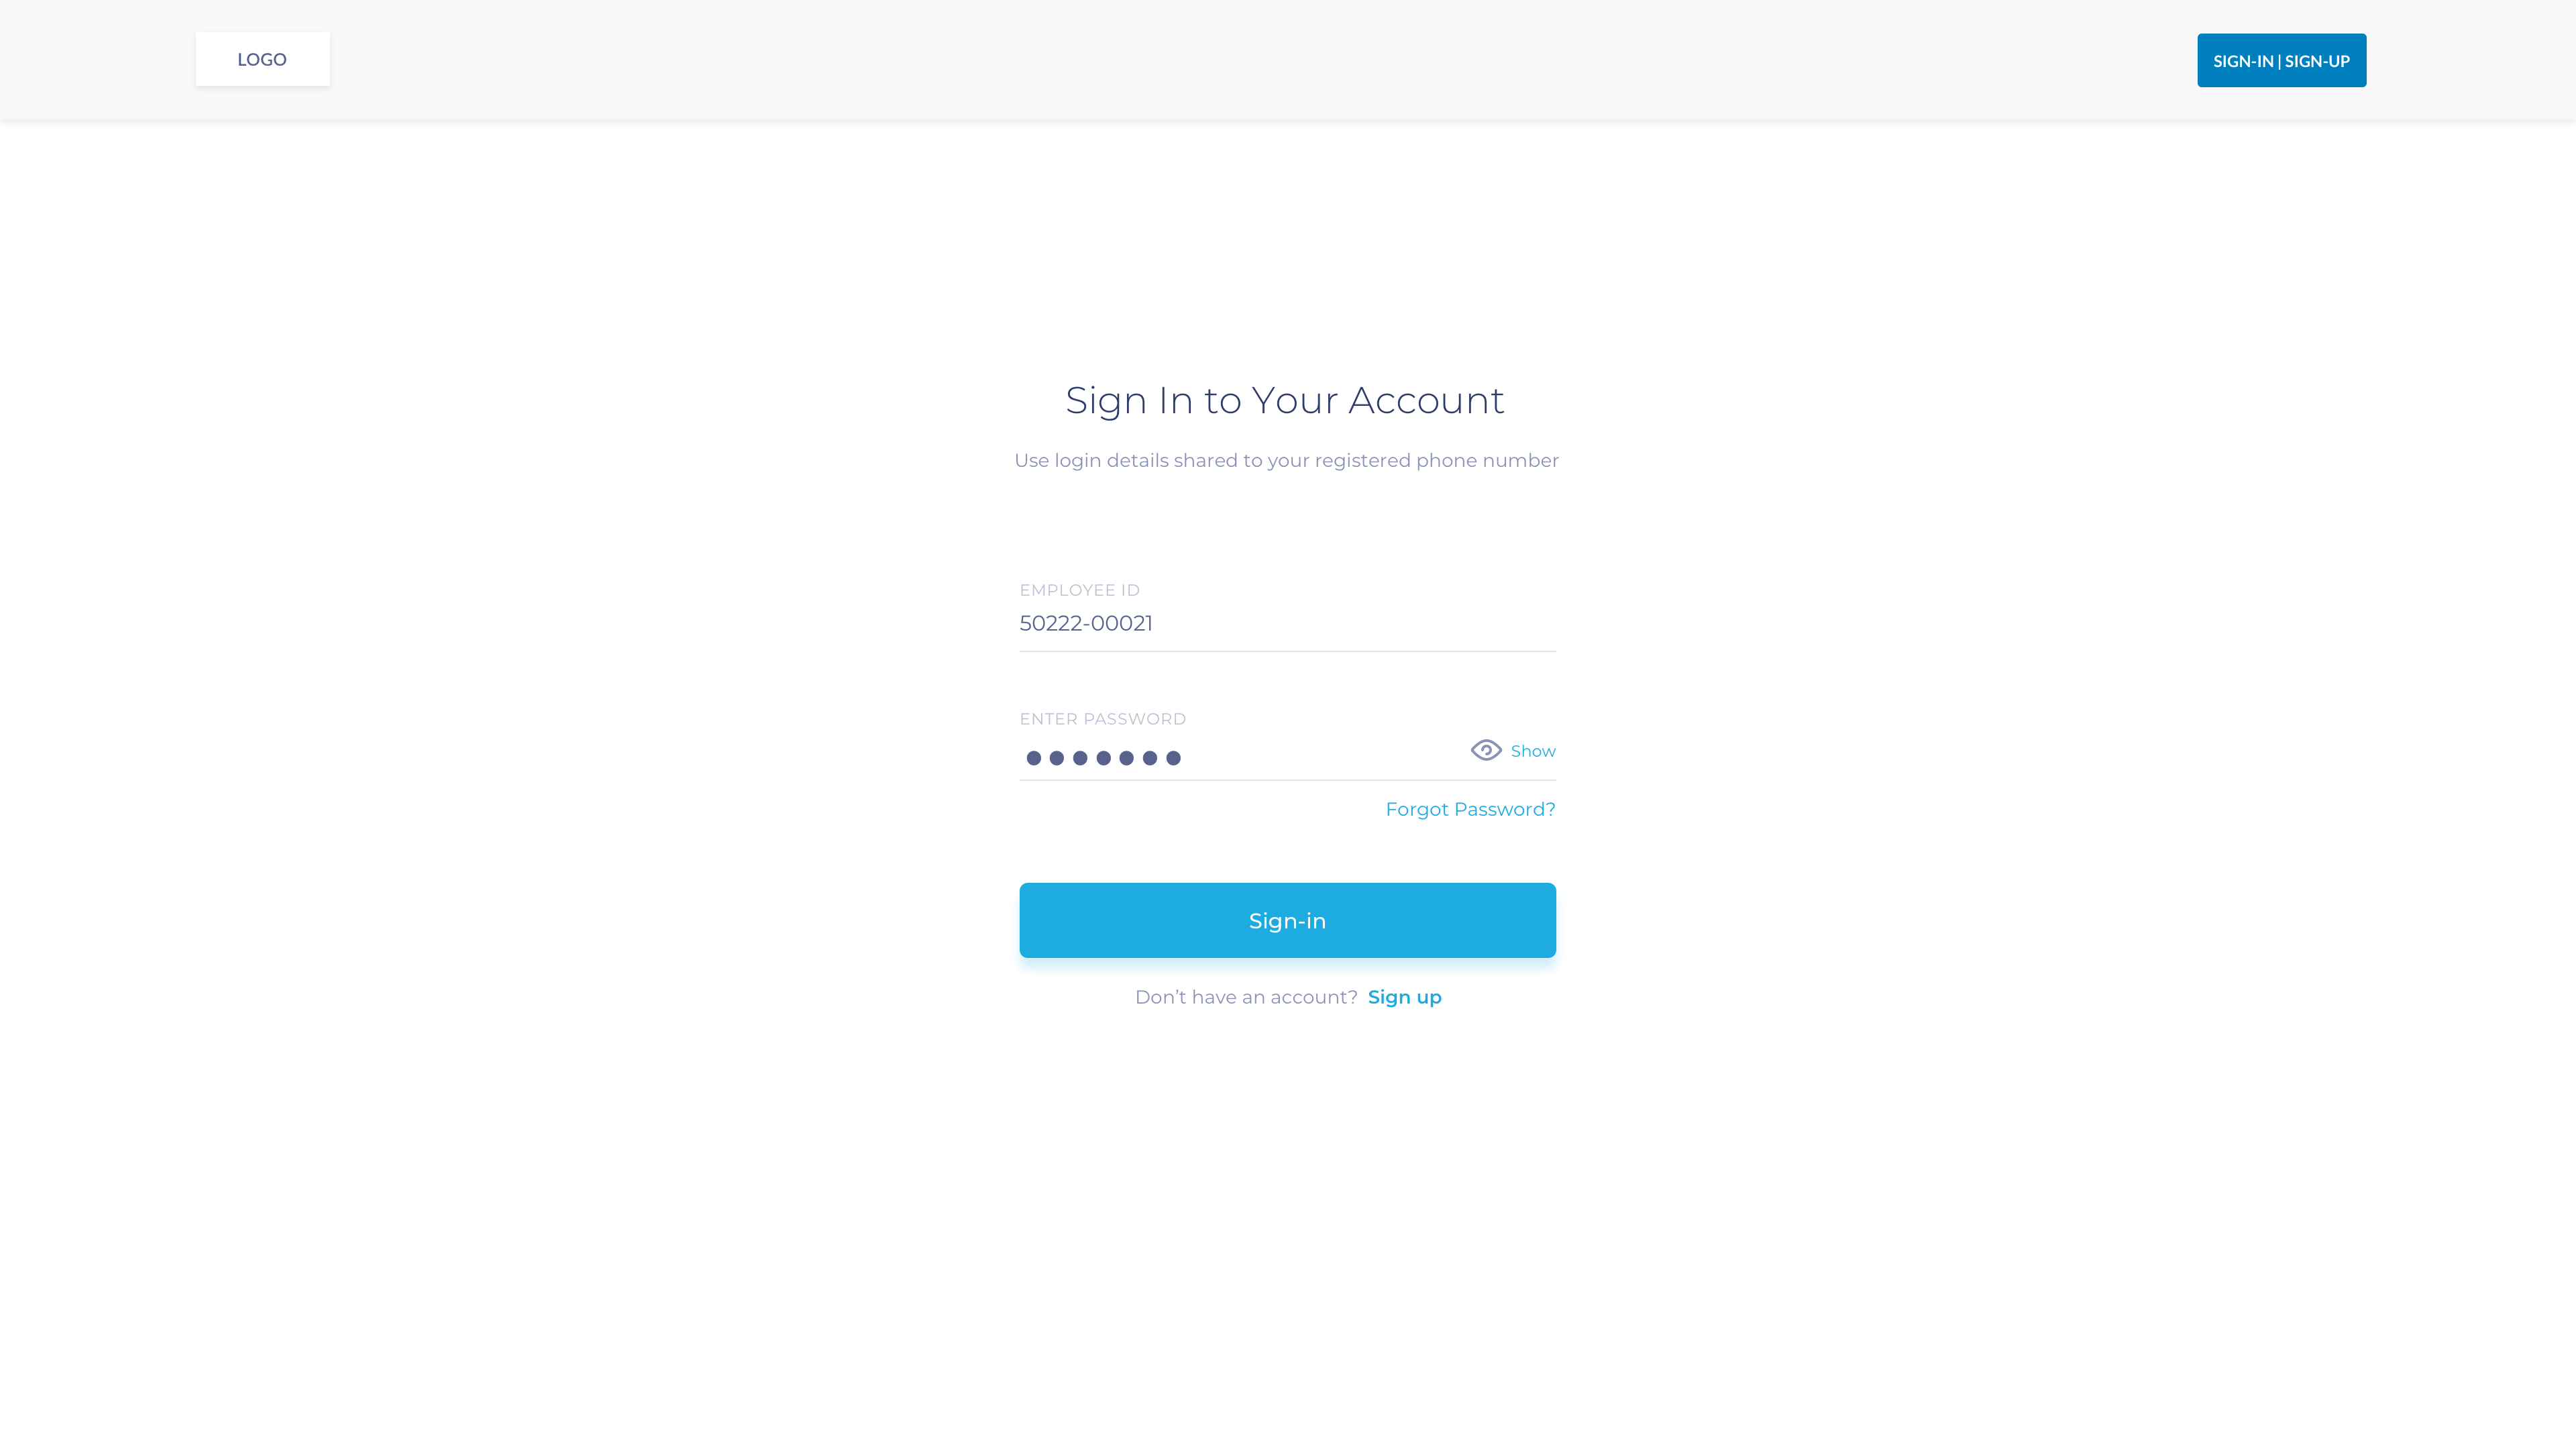 LOGO
SIGN-IN | SIGN-UP
Sign In to Your Account
Use login details shared to your registered phone number
EMPLOYEE ID
50222-00021
ENTER PASSWORD
Show
Forgot Password?
Sign-in
Don’t have an account? Sign up